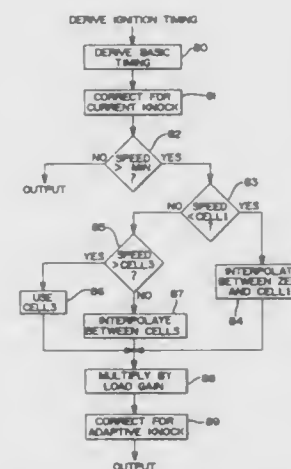 DERIVE IGNITION TIMING
DERIVE BASIC
TIMING
80
CORRECT FOR
CURRENT KNOCK
81
82
NO
SPEED
> MIN
?
YES
OUTPUT
83
NO
SPEED
< CELL1
?
YES
85
YES
SPEED
> CELL5
?
NO
86
USE
CELL5
87
INTERPOLATE
BETWEEN CELLS
INTERPOLAT
BETWEEN ZE
AND CELL1
84
MULTIPLY BY
LOAD GAIN
88
CORRECT FOR
ADAPTIVE KNOCK
89
OUTPUT